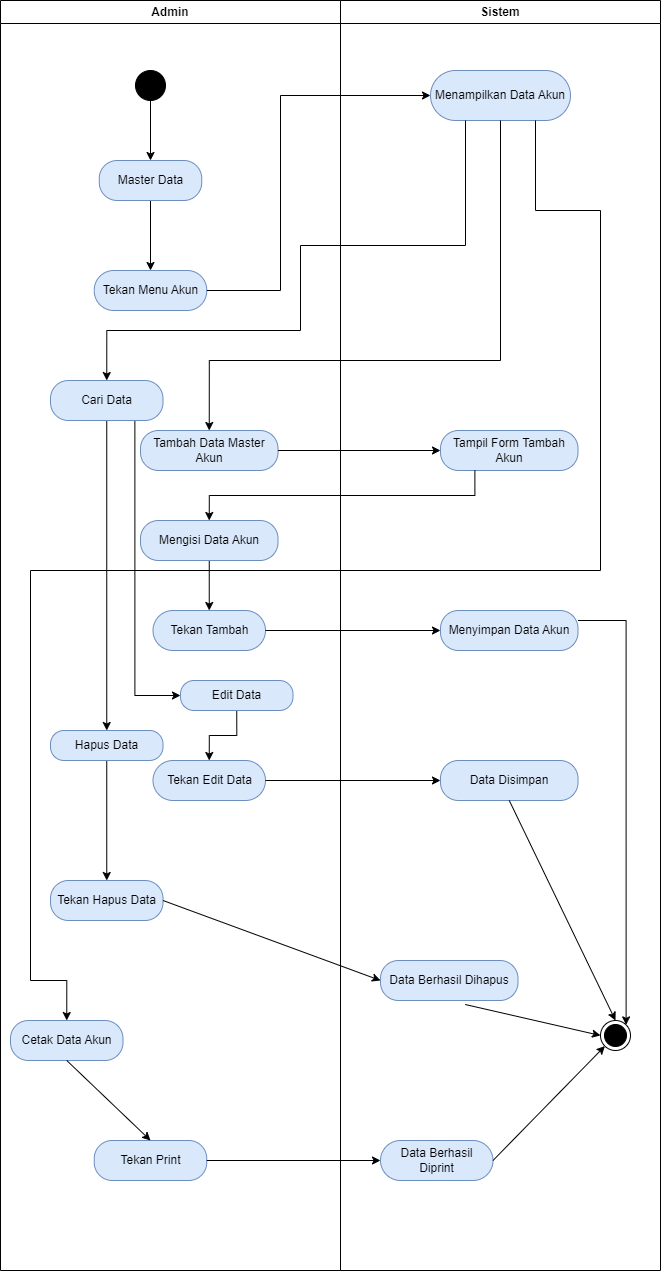 Admin
Sistem
Menampilkan Data Akun
Master Data
Tekan Menu Akun
Cari Data
Tambah Data Master
Akun
Tampil Form Tambah
Akun
Mengisi Data Akun
Tekan Tambah
Menyimpan Data Akun
Edit Data
Hapus Data
Tekan Edit Data
Data Disimpan
Tekan Hapus Data
Data Berhasil Dihapus
Cetak Data Akun
Tekan Print
Data Berhasil
Diprint